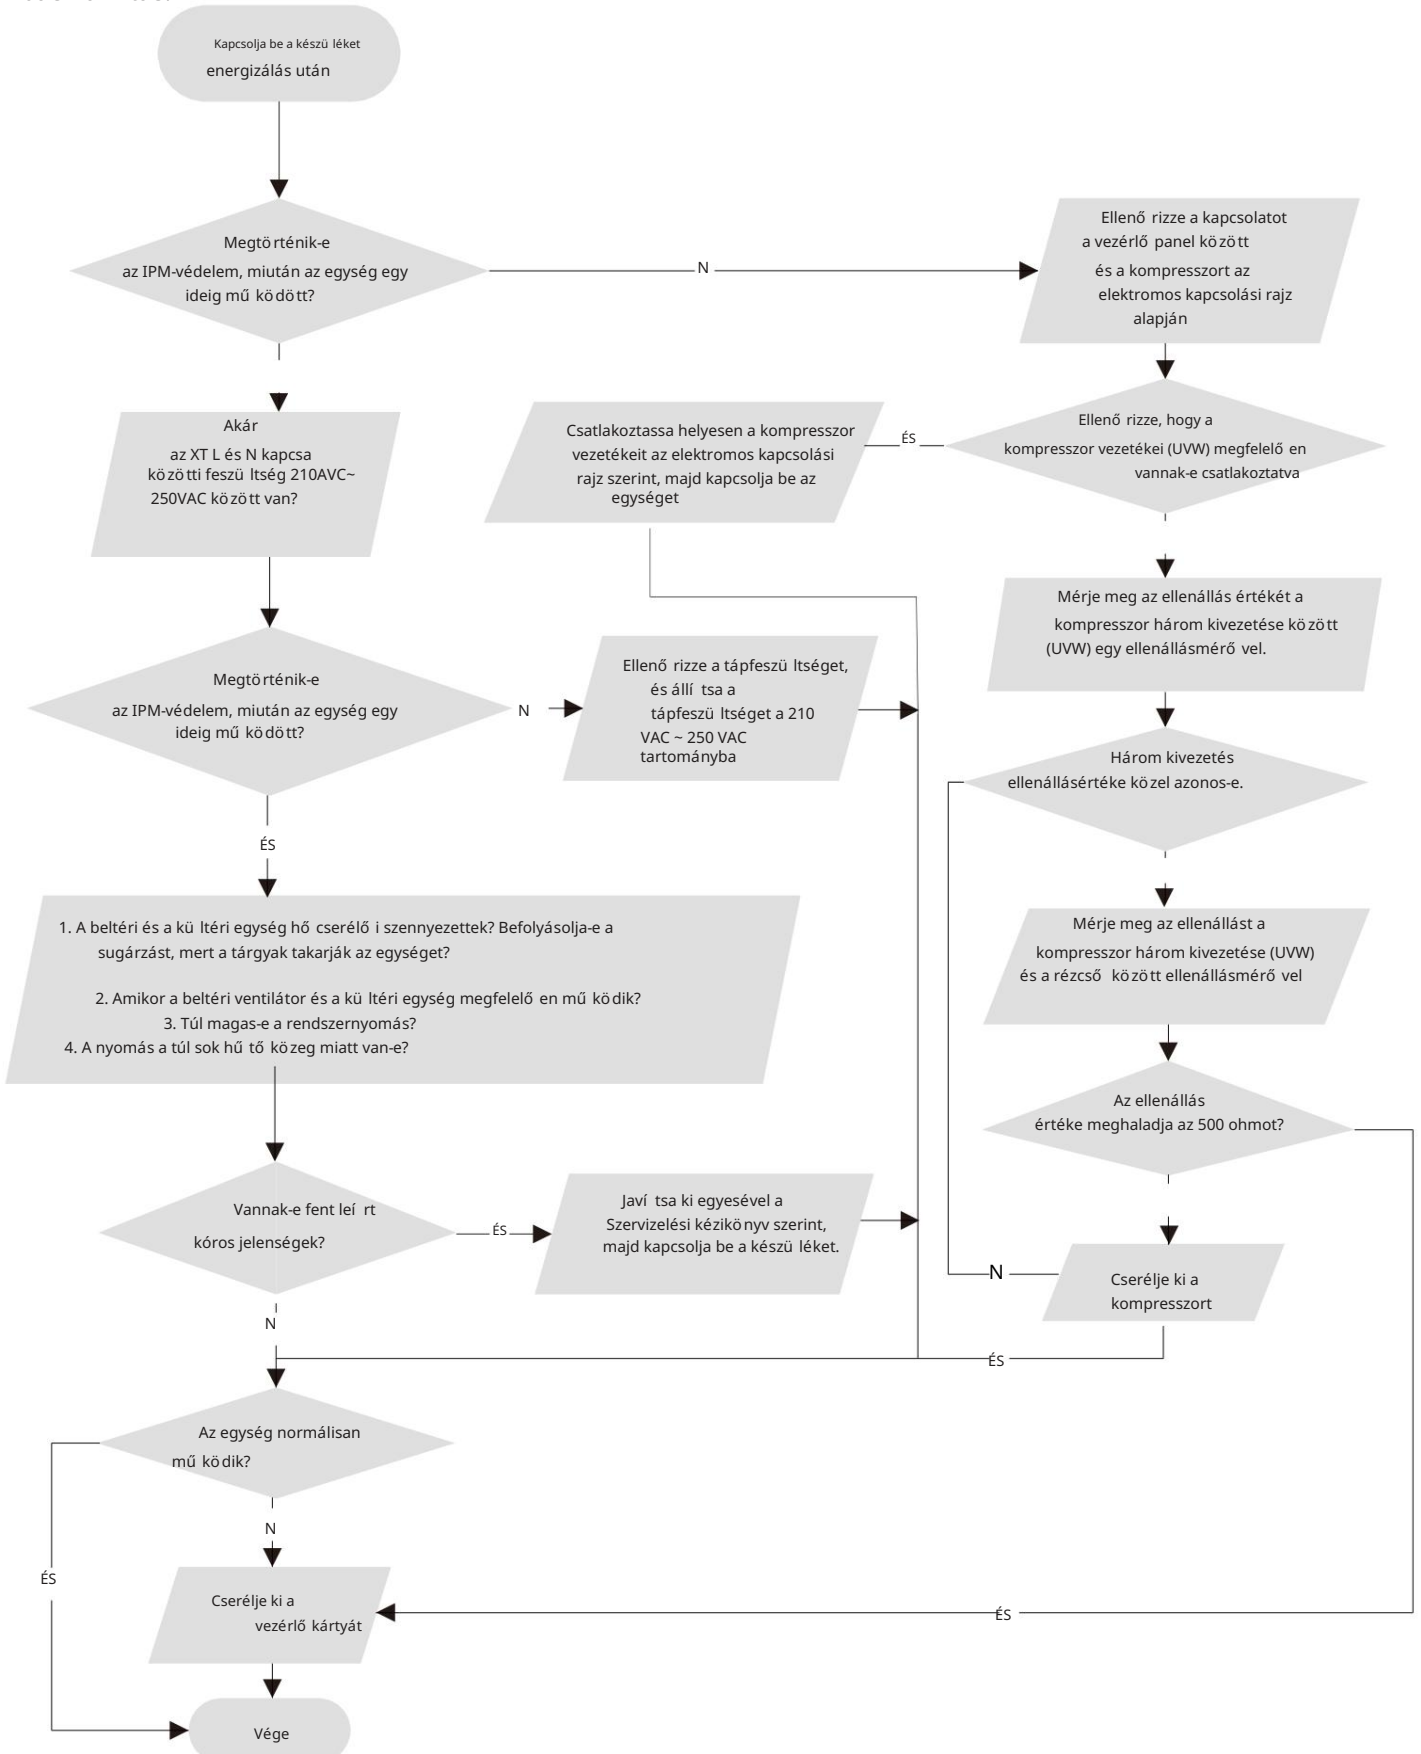 Kapcsolja be a készü léket
energizálás után
Megtörténik-e
az IPM-védelem, miután az egység egy
ideig mű ködött?
N
Ellenő rizze a kapcsolatot
a vezérlő panel között
és a kompresszort az
elektromos kapcsolási rajz
alapján
Akár
az XT L és N kapcsa
közötti feszü ltség 210AVC~
250VAC között van?
Csatlakoztassa helyesen a kompresszor
vezetékeit az elektromos kapcsolási
rajz szerint, majd kapcsolja be az
egységet
ÉS
Ellenő rizze, hogy a
kompresszor vezetékei (UVW) megfelelő en
vannak-e csatlakoztatva
Mérje meg az ellenállás értékét a
kompresszor három kivezetése között
(UVW) egy ellenállásmérő vel.
Megtörténik-e
az IPM-védelem, miután az egység egy
ideig mű ködött?
N
Ellenő rizze a tápfeszü ltséget,
és állí tsa a
tápfeszü ltséget a 210
VAC ~ 250 VAC
tartományba
Három kivezetés
ellenállásértéke közel azonos-e.
ÉS
1. A beltéri és a kü ltéri egység hő cserélő i szennyezettek? Befolyásolja-e a
sugárzást, mert a tárgyak takarják az egységet?
2. Amikor a beltéri ventilátor és a kü ltéri egység megfelelő en mű ködik?
3. Túl magas-e a rendszernyomás?
4. A nyomás a túl sok hű tő közeg miatt van-e?
Mérje meg az ellenállást a
kompresszor három kivezetése (UVW)
és a rézcső között ellenállásmérő vel
Az ellenállás
értéke meghaladja az 500 ohmot?
Vannak-e fent leí rt
kóros jelenségek?
ÉS
Javí tsa ki egyesével a
Szervizelési kézikönyv szerint,
majd kapcsolja be a készü léket.
N
Cserélje ki a
kompresszort
N
ÉS
Az egység normálisan
mű ködik?
N
ÉS
Cserélje ki a
vezérlő kártyát
ÉS
Vége